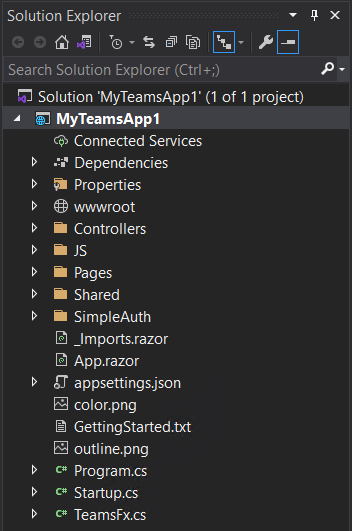 Solution Explorer
Search Solution Explorer (Ctrl+;)
Solution 'MyTeamsApp1' (1 of 1 project)
MyTeamsApp1
Connected Services
Dependencies
Properties
wwwroot
Controllers
JS
Pages
Shared
SimpleAuth
_Imports.razor
App.razor
appsettings.json
color.png
GettingStarted.txt
outline.png
C# Program.cs
C# Startup.cs
C# TeamsFx.cs